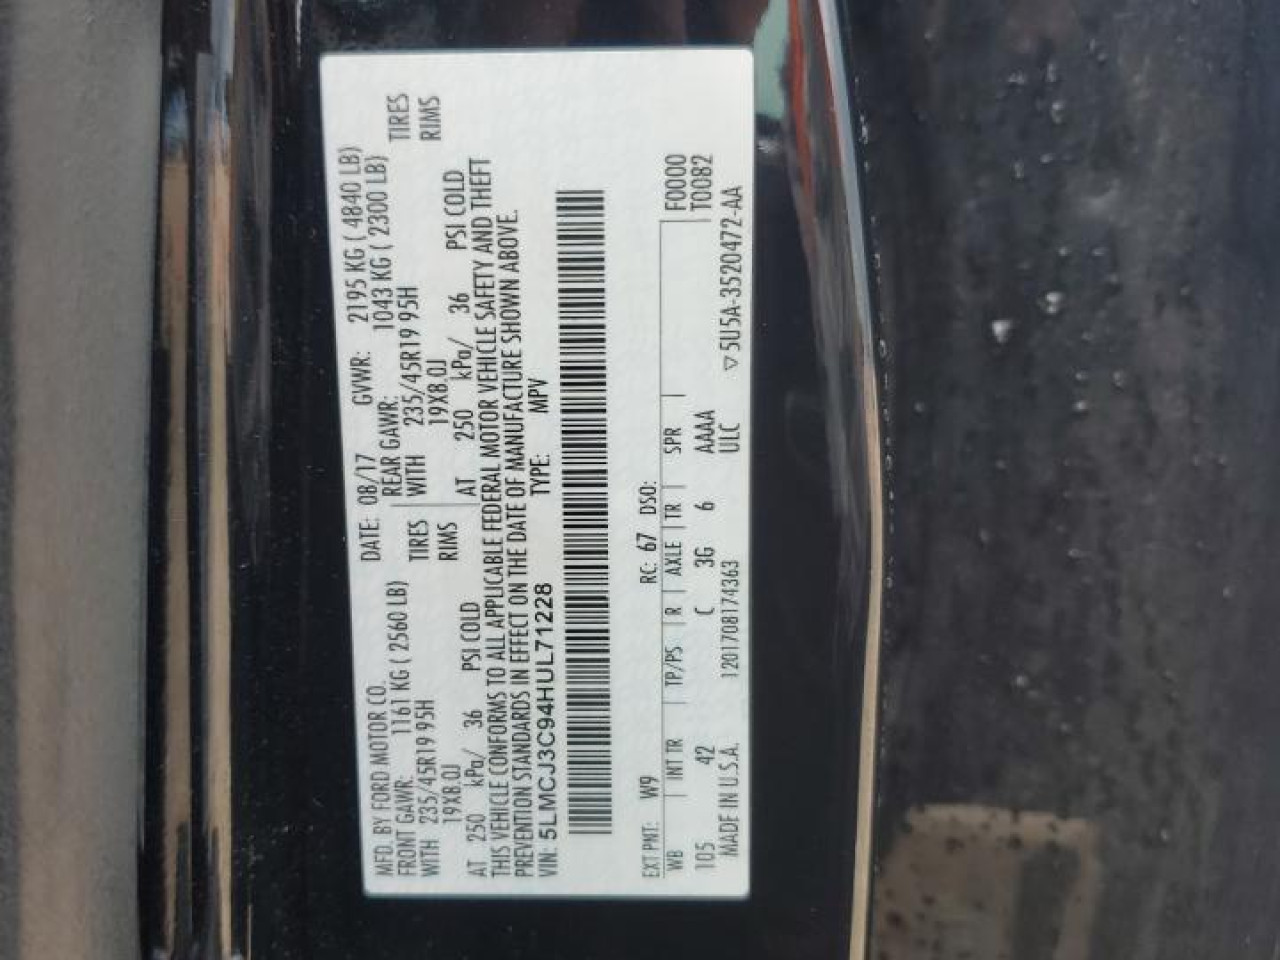 MFD. BY FORD MOTOR CO. DATE: 08/17 GVWR: 2195 KG ( 4840 LB)
FRONT GAWR: 1161 KG ( 2560 LB) REAR GAWR: 1043 KG ( 2300 LB)
WITH 235/45R19 95H TIRES WITH 235/45R19 95H TIRES
19X8.0J RIMS 19X8.0J RIMS
AT 250 kPa/ 36 PSI COLD AT 250 kPa/ 36 PSI COLD
THIS VEHICLE CONFORMS TO ALL APPLICABLE FEDERAL MOTOR VEHICLE SAFETY AND THEFT
PREVENTION STANDARDS IN EFFECT ON THE DATE OF MANUFACTURE SHOWN ABOVE.
VIN: 5LMCJ3C94HUL71228 TYPE: MPV
EXT PNT: W9 RC: 67 DSO:
WB INT TR TP/PS R AXLE TR SPR F0000
105 42 C 3G 6 AAAA T0082
MADE IN U.S.A. 1201708174363 ULC ▽ 5U5A-3520472-AA